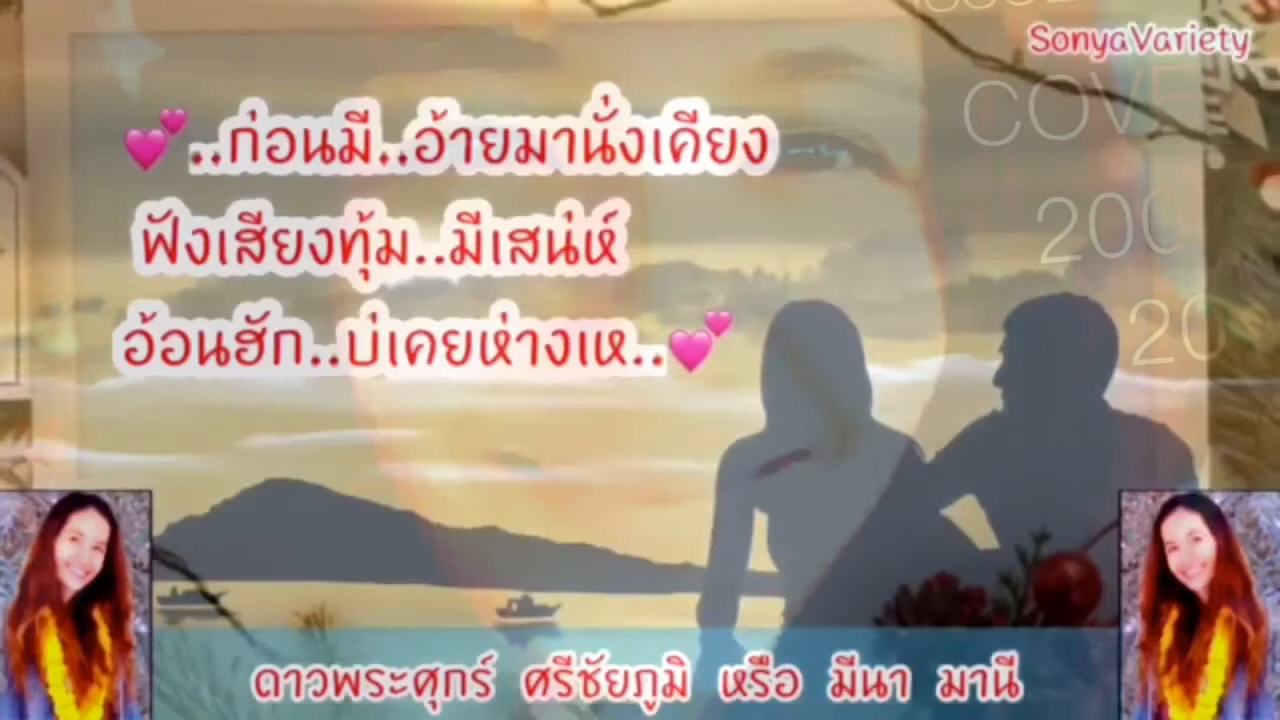 SonyaVariety
COVE
200
20
💕..ก่อนมี..อ้ายมานั่งเคียง
ฟังเสียงทุ้ม..มีเสน่ห์
อ้อนฮัก..บ่เคยห่างเห..💕
ดาวพระศุกร์ ศรีชัยภูมิ หรือ มีนา มานี